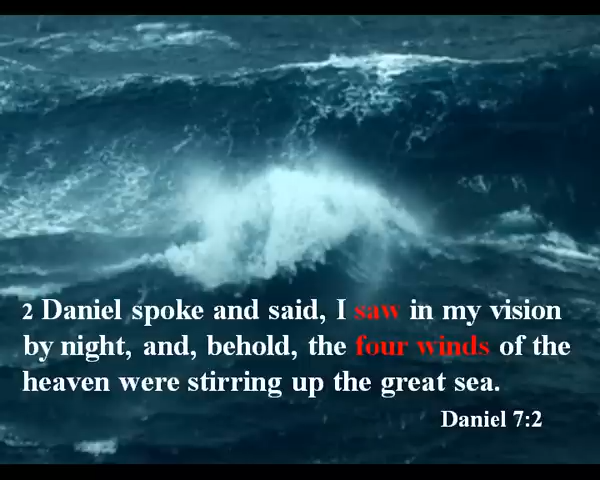 2 Daniel spoke and said, I saw in my vision
by night, and, behold, the four winds of the
heaven were stirring up the great sea.
Daniel 7:2